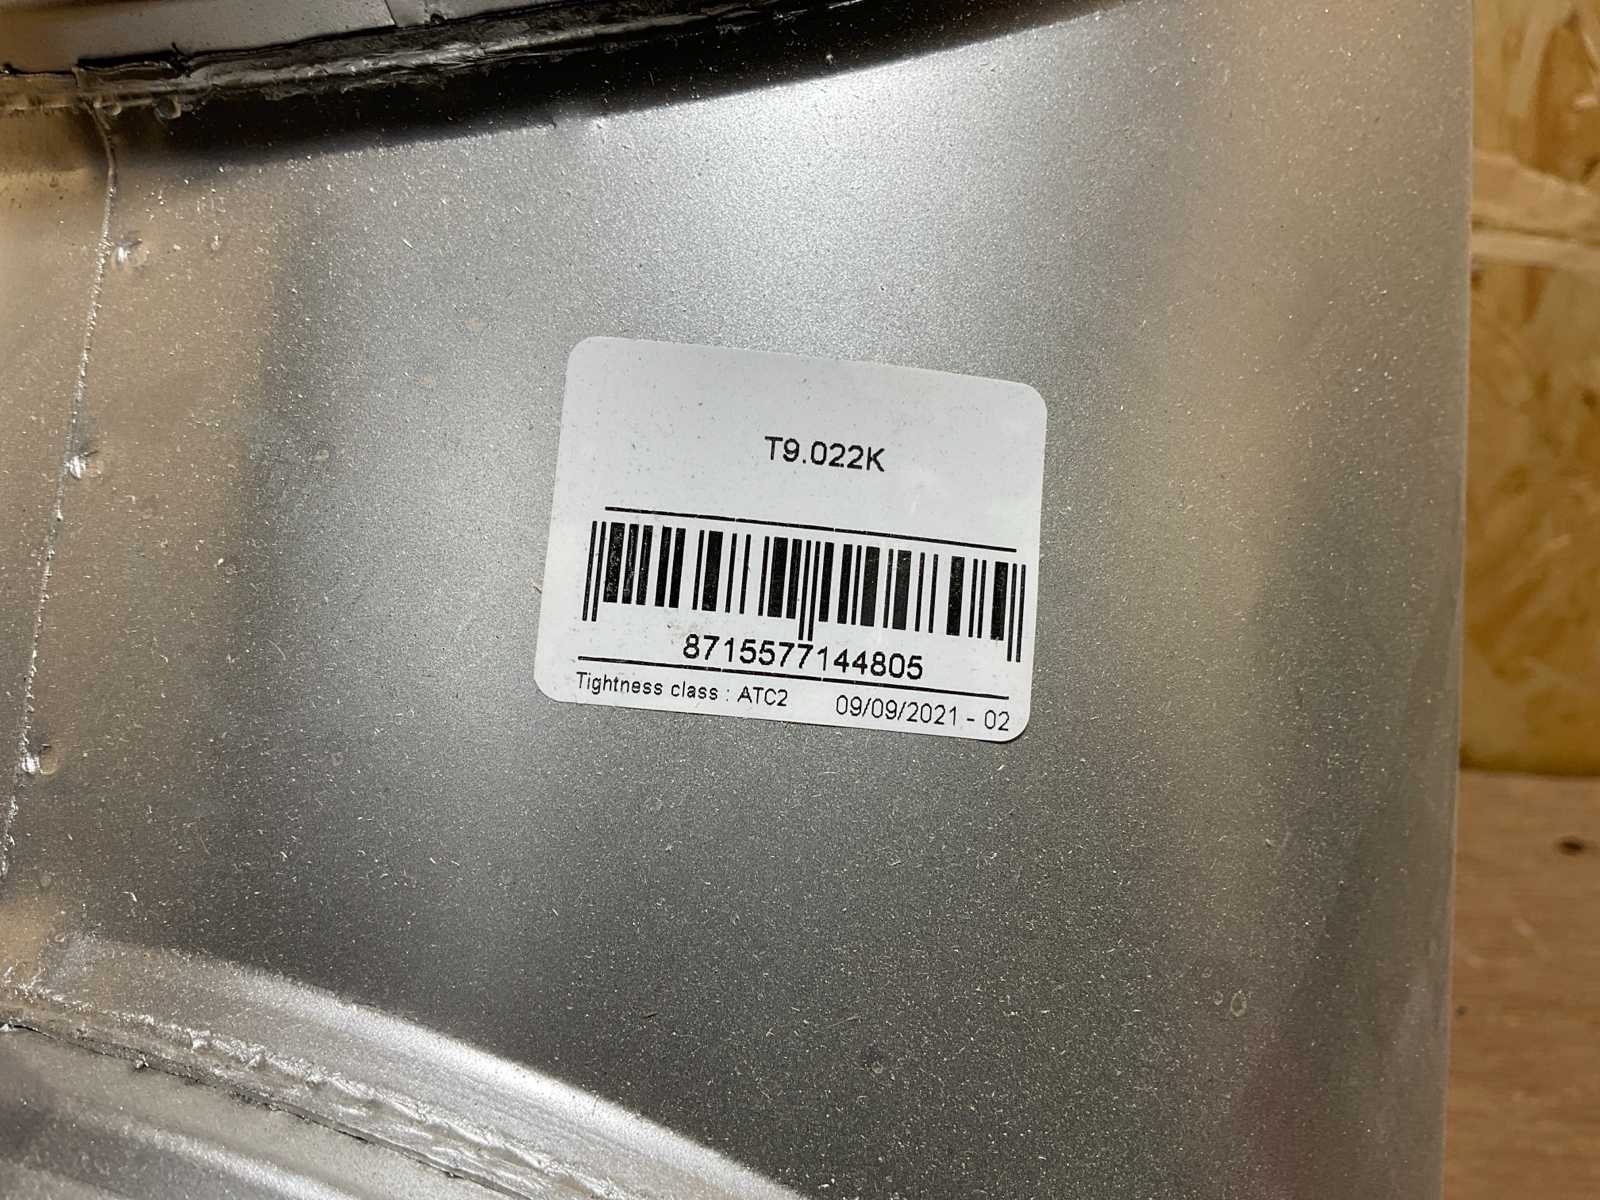 T9.022K
8715577144805
Tightness class : ATC2 09/09/2021 - 02